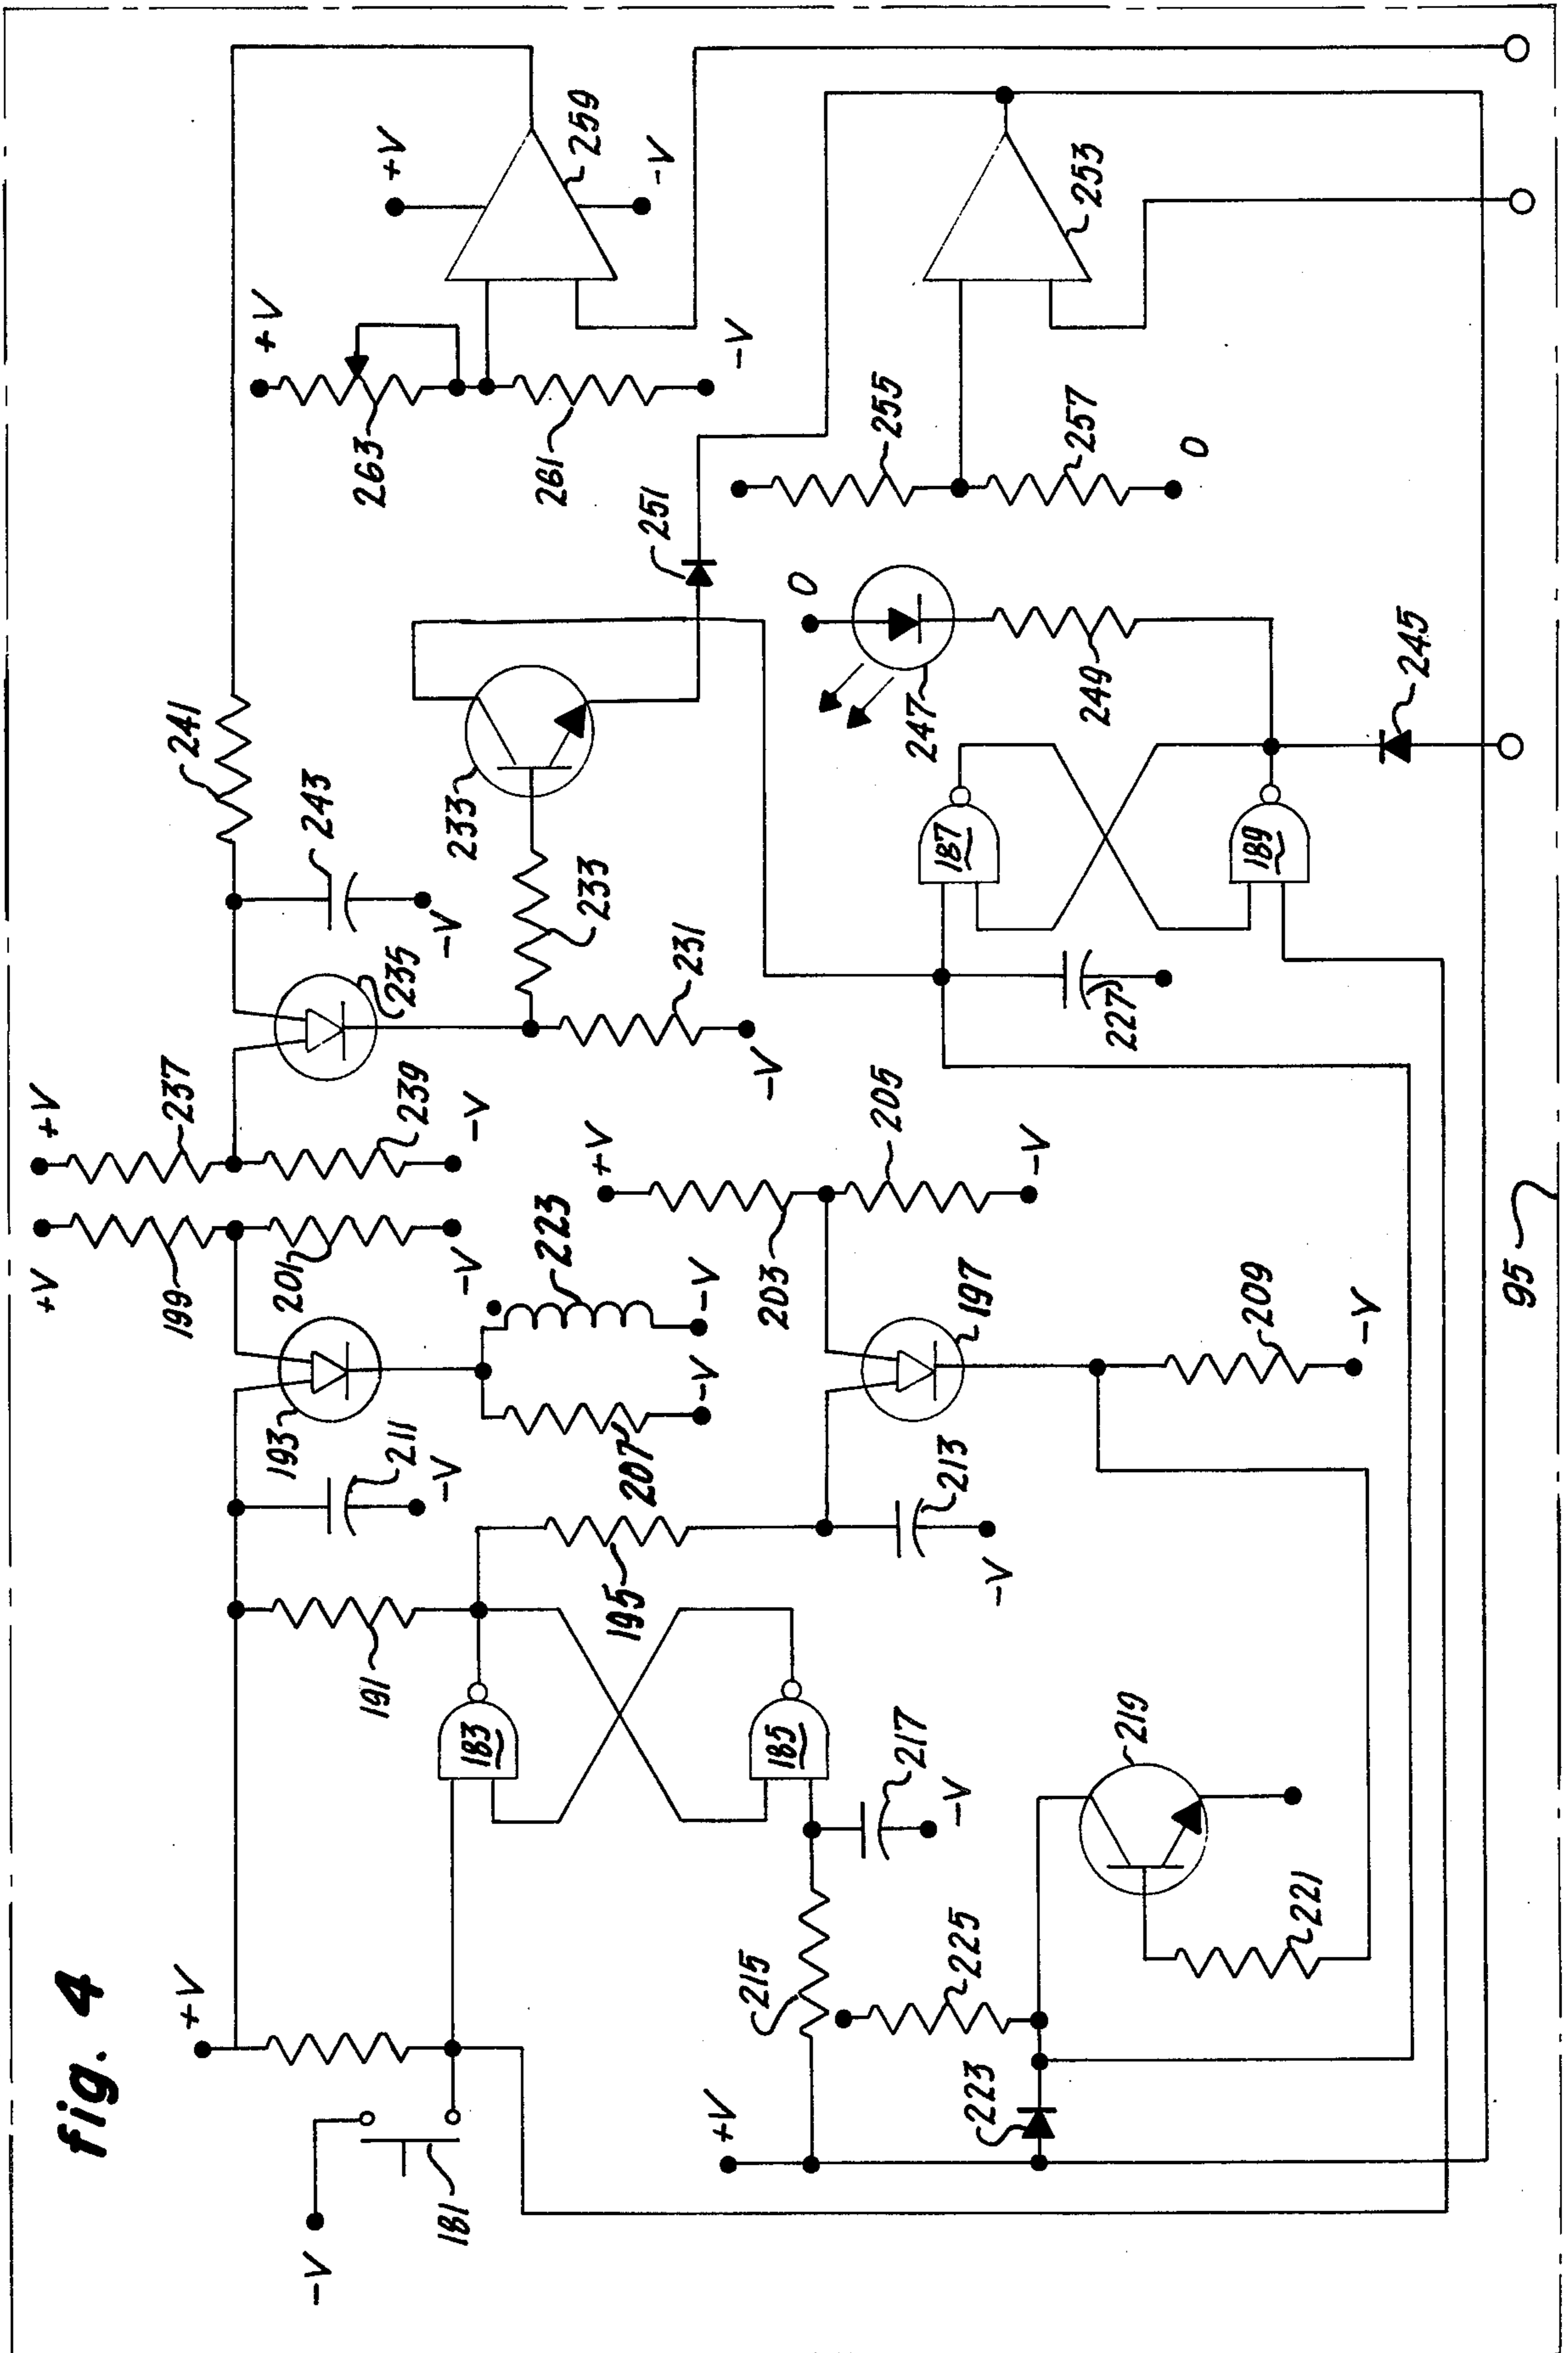 fig. 4
-V
181
+V
191
183
195
185
215
217
-V
+V
223
225
219
221
+V
199
201
-V
193
211
-V
207
-V
223
-V
+V
203
205
-V
197
213
-V
209
-V
+V
237
239
-V
235
243
-V
241
233
233
231
-V
251
+V
263
261
-V
+V
259
-V
253
255
257
0
0
247
249
245
187
189
227
95